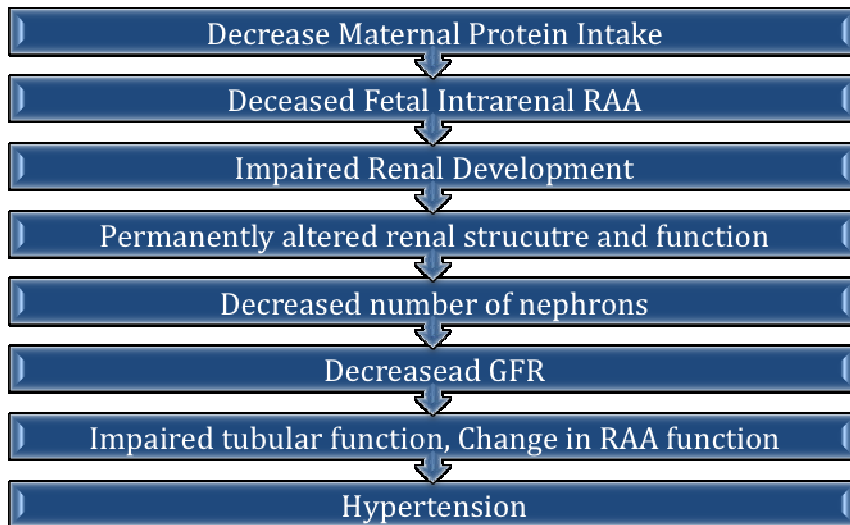 Decrease Maternal Protein Intake
Deceased Fetal Intrarenal RAA
Impaired Renal Development
Permanently altered renal strucutre and function
Decreased number of nephrons
Decreasead GFR
Impaired tubular function, Change in RAA function
Hypertension